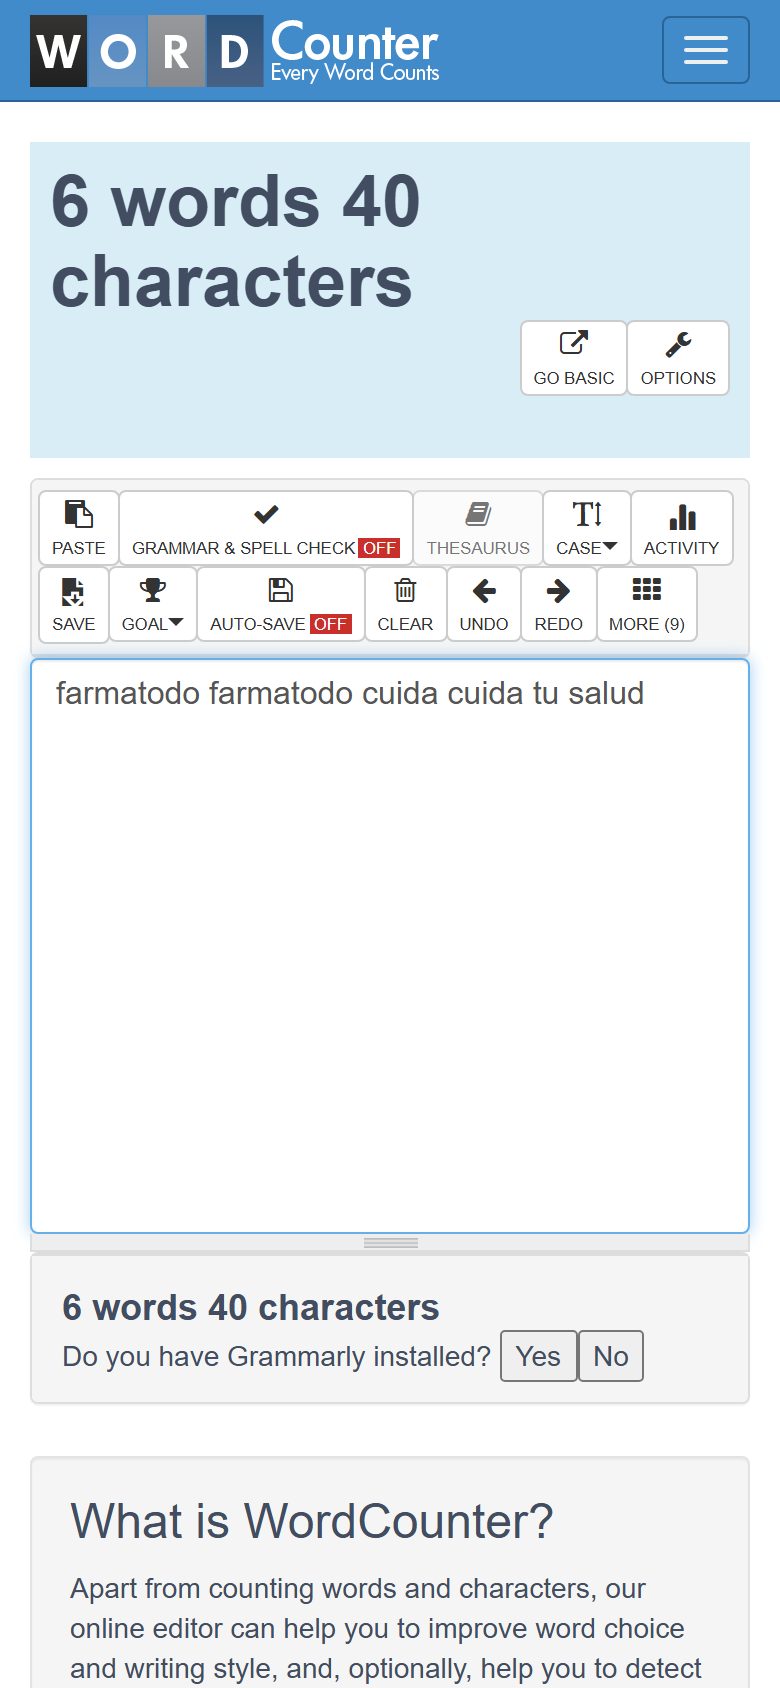 WORD Counter
Every Word Counts
6 words 40
characters
GO BASIC OPTIONS
PASTE GRAMMAR & SPELL CHECK OFF THESAURUS CASE ACTIVITY
SAVE GOAL AUTO-SAVE OFF CLEAR UNDO REDO MORE (9)
farmatodo farmatodo cuida cuida tu salud
6 words 40 characters
Do you have Grammarly installed? Yes No
What is WordCounter?
Apart from counting words and characters, our
online editor can help you to improve word choice
and writing style, and, optionally, help you to detect